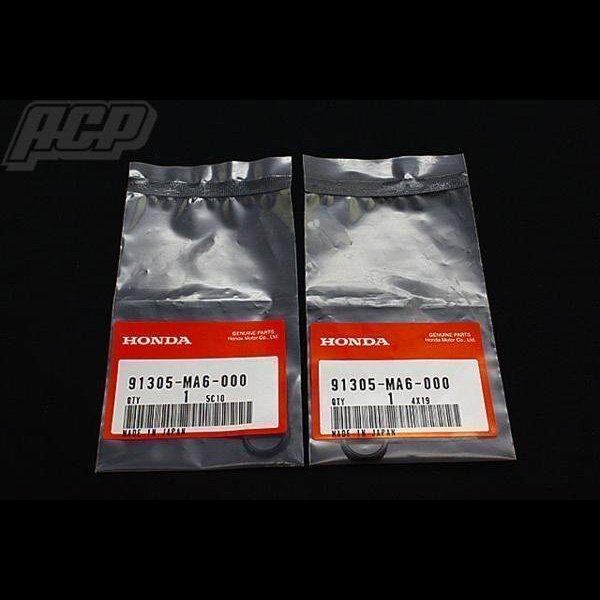 ACP
HONDA
GENUINE PARTS
Honda Motor Co., Ltd.
91305-MA6-000
QTY 1 5C10
MADE IN JAPAN
HONDA
GENUINE PARTS
Honda Motor Co., Ltd.
91305-MA6-000
QTY 1 4X19
MADE IN JAPAN